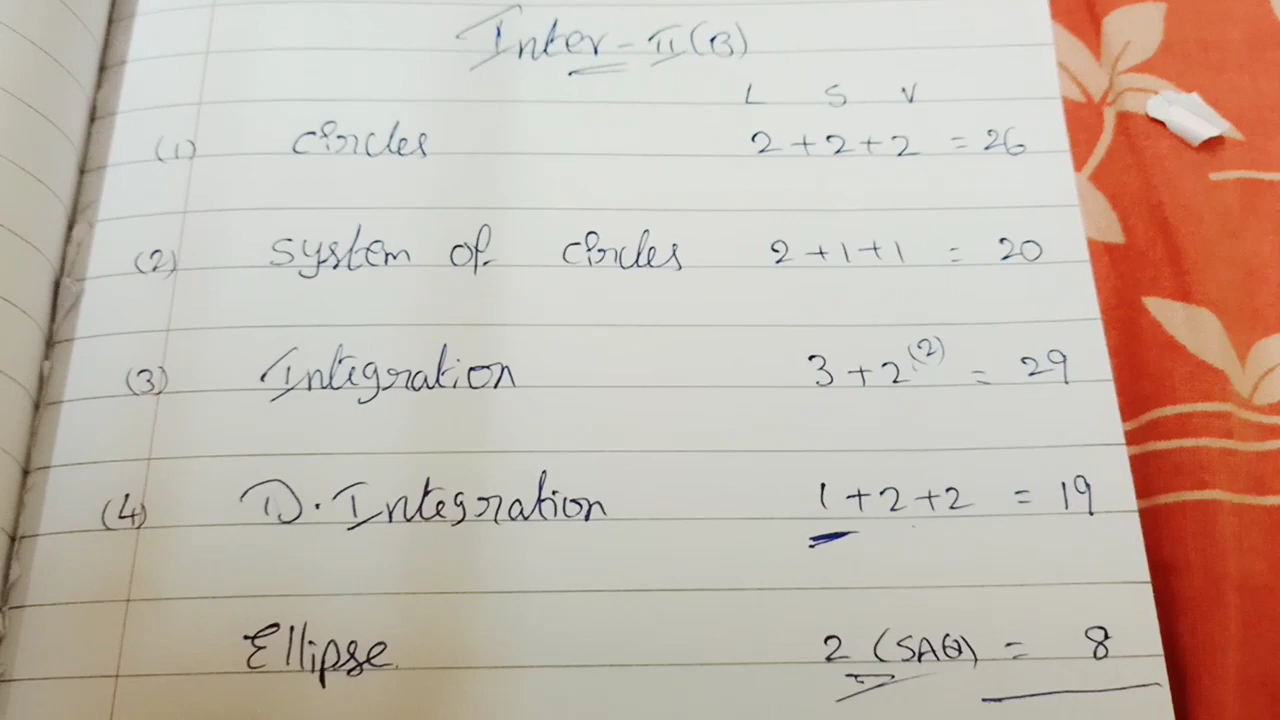 Inter - II(B)
L S V
(1) Circles 2+2+2 = 26
(2) System of Circles 2+1+1 = 20
(3) Integration 3+2(2) = 29
(4) D. Integration 1+2+2 = 19
Ellipse 2 (SAQ) = 8